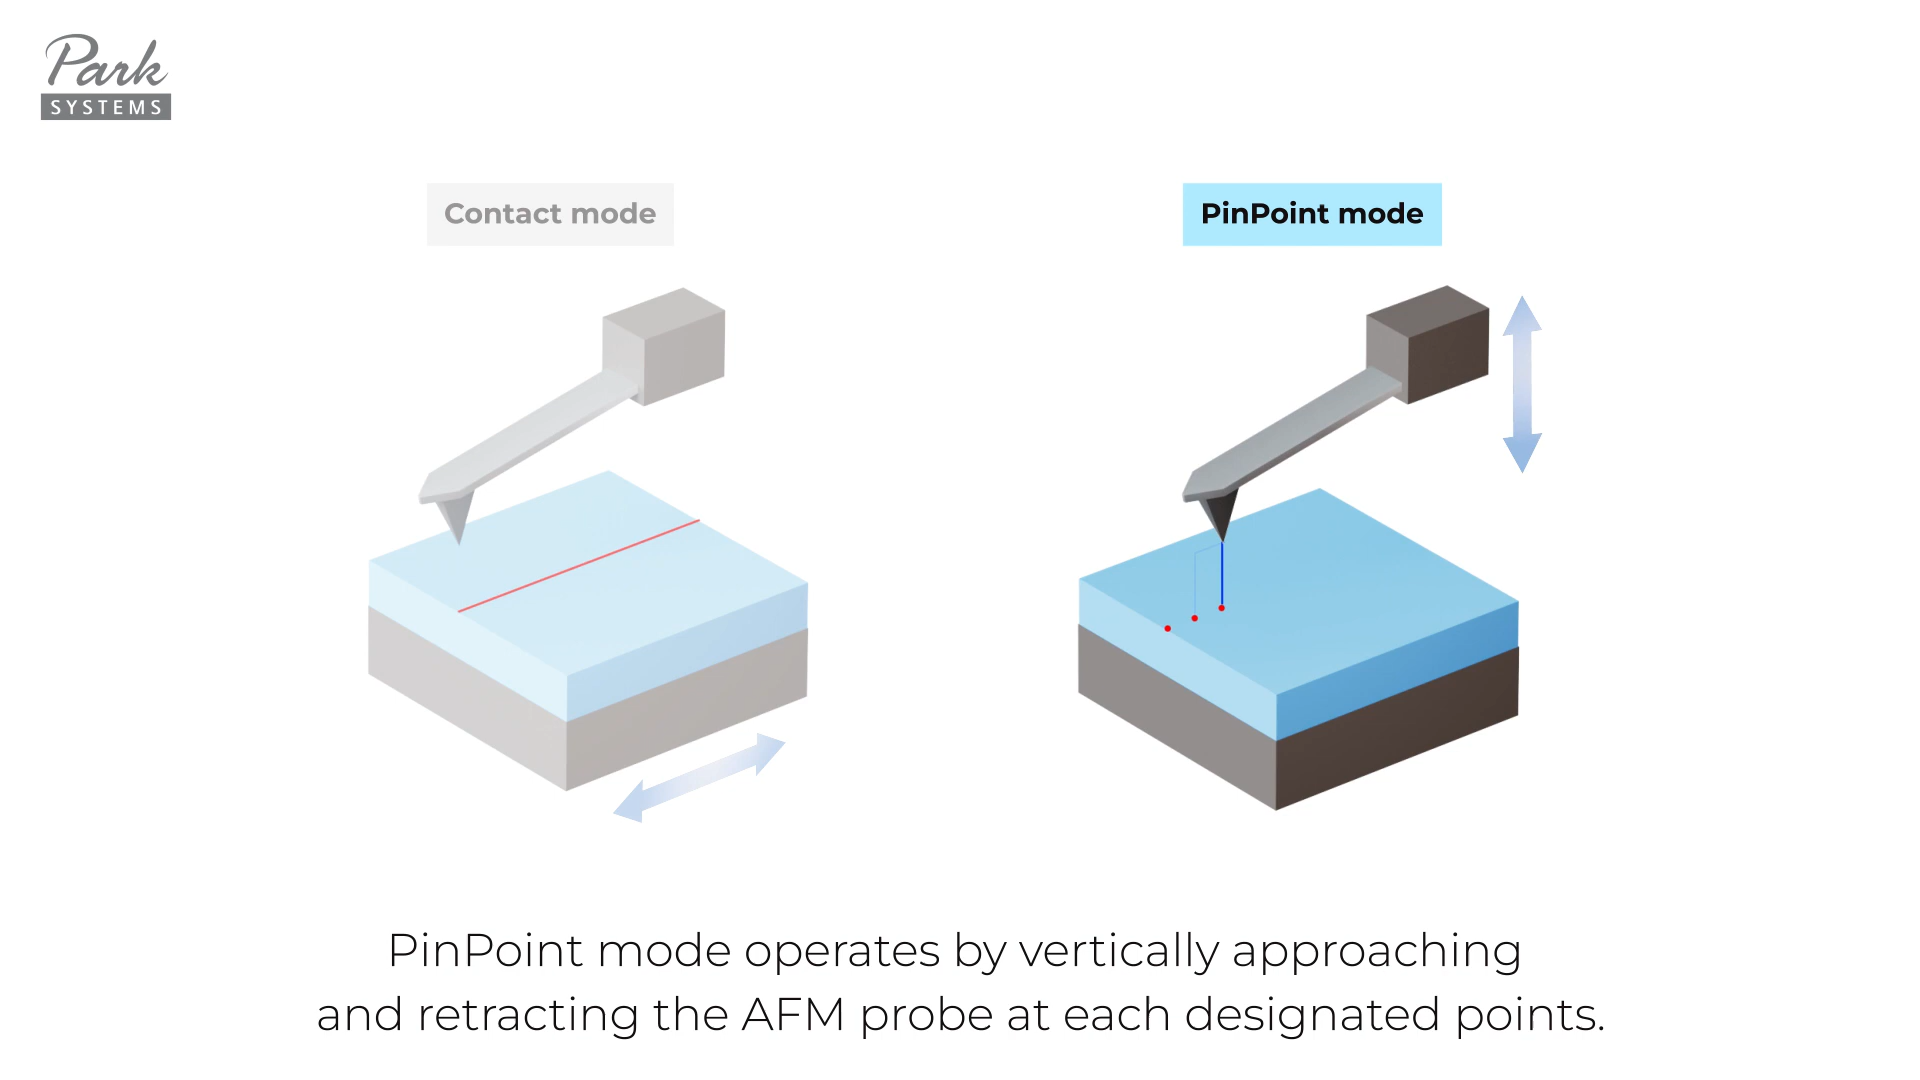 Park
SYSTEMS
Contact mode
PinPoint mode
PinPoint mode operates by vertically approaching
and retracting the AFM probe at each designated points.